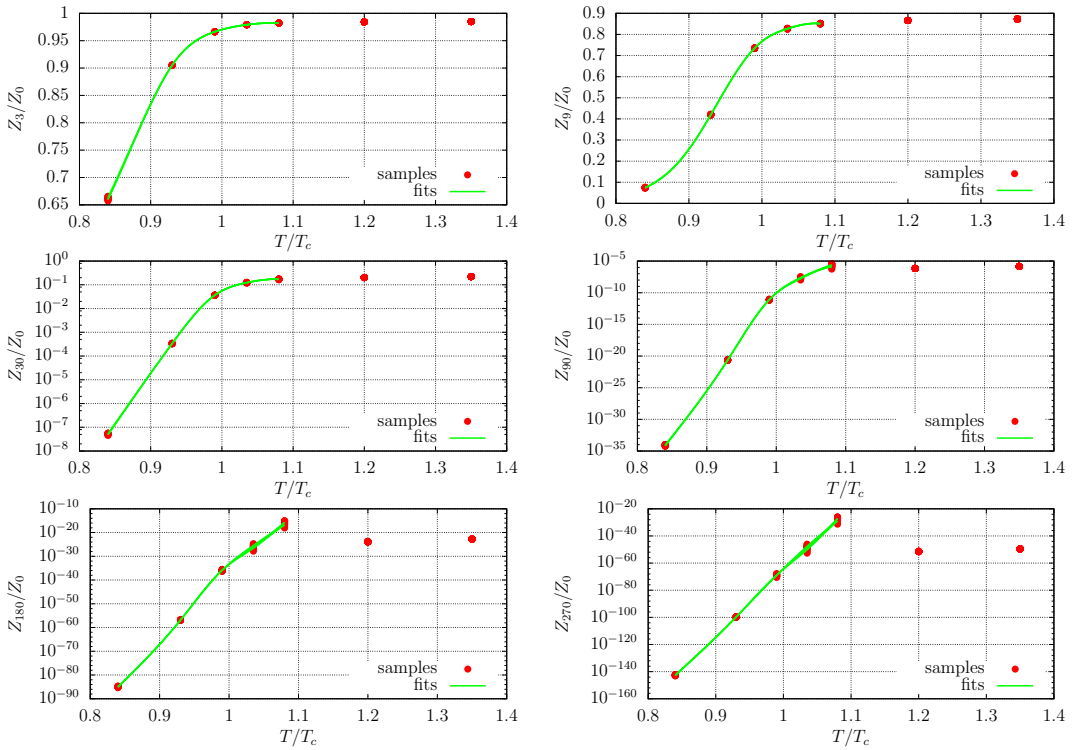 1
0.95
0.9
0.85
0.8
0.75
0.7
0.65
0.8 0.9 1 1.1 1.2 1.3 1.4
Z_3/Z_0
T/T_c
samples
fits
0.9
0.8
0.7
0.6
0.5
0.4
0.3
0.2
0.1
0
0.8 0.9 1 1.1 1.2 1.3 1.4
Z_9/Z_0
T/T_c
samples
fits
10^0
10^−1
10^−2
10^−3
10^−4
10^−5
10^−6
10^−7
10^−8
0.8 0.9 1 1.1 1.2 1.3 1.4
Z_30/Z_0
T/T_c
samples
fits
10^−5
10^−10
10^−15
10^−20
10^−25
10^−30
10^−35
0.8 0.9 1 1.1 1.2 1.3 1.4
Z_90/Z_0
T/T_c
samples
fits
10^−10
10^−20
10^−30
10^−40
10^−50
10^−60
10^−70
10^−80
10^−90
0.8 0.9 1 1.1 1.2 1.3 1.4
Z_180/Z_0
T/T_c
samples
fits
10^−20
10^−40
10^−60
10^−80
10^−100
10^−120
10^−140
10^−160
0.8 0.9 1 1.1 1.2 1.3 1.4
Z_270/Z_0
T/T_c
samples
fits